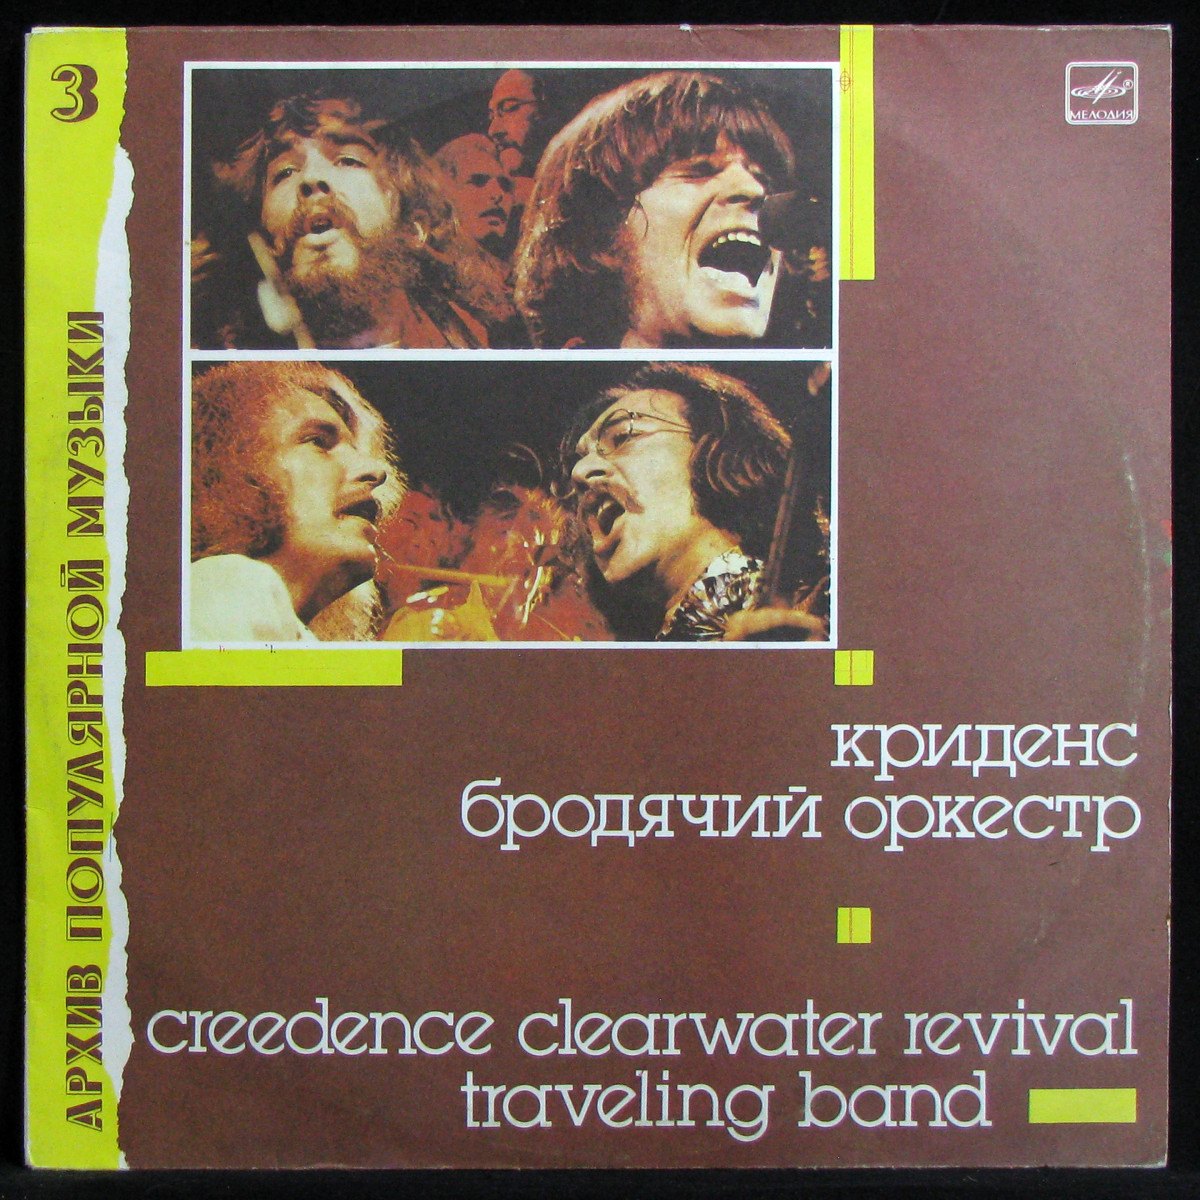 3
АРХИВ ПОПУЛЯРНОЙ МУЗЫКИ
МЕЛОДИЯ
криденс
бродячий оркестр
creedence clearwater revival
traveling band